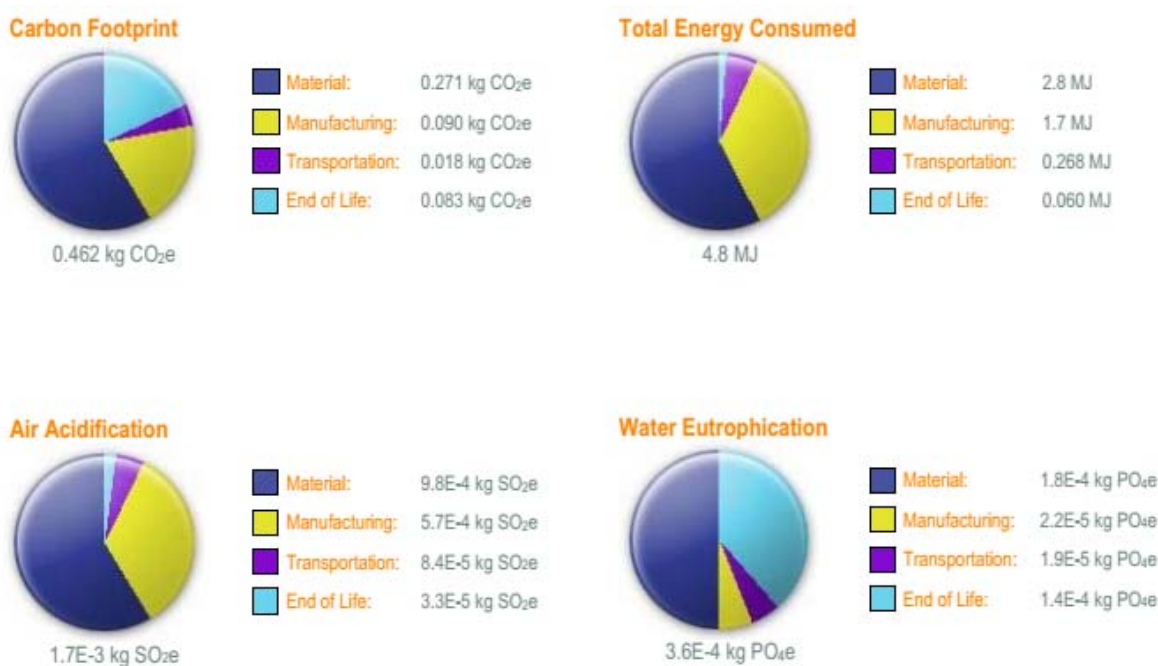 Carbon Footprint
Material: 0.271 kg CO₂e
Manufacturing: 0.090 kg CO₂e
Transportation: 0.018 kg CO₂e
End of Life: 0.083 kg CO₂e
0.462 kg CO₂e
Total Energy Consumed
Material: 2.8 MJ
Manufacturing: 1.7 MJ
Transportation: 0.268 MJ
End of Life: 0.060 MJ
4.8 MJ
Air Acidification
Material: 9.8E-4 kg SO₂e
Manufacturing: 5.7E-4 kg SO₂e
Transportation: 8.4E-5 kg SO₂e
End of Life: 3.3E-5 kg SO₂e
1.7E-3 kg SO₂e
Water Eutrophication
Material: 1.8E-4 kg PO₄e
Manufacturing: 2.2E-5 kg PO₄e
Transportation: 1.9E-5 kg PO₄e
End of Life: 1.4E-4 kg PO₄e
3.6E-4 kg PO₄e